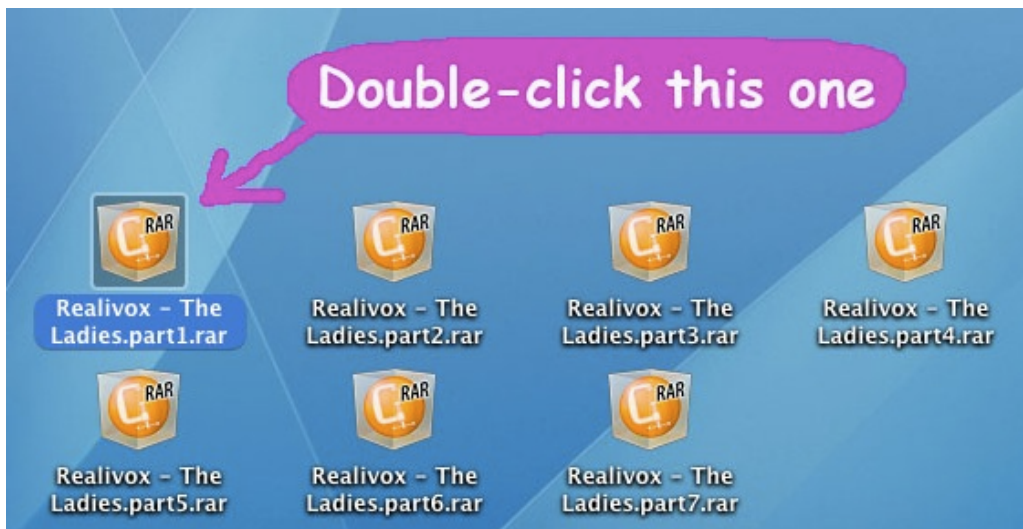 Double-click this one
RAR
RAR
RAR
RAR
Realivox – The
Ladies.part1.rar
Realivox – The
Ladies.part2.rar
Realivox – The
Ladies.part3.rar
Realivox – The
Ladies.part4.rar
RAR
RAR
RAR
Realivox – The
Ladies.part5.rar
Realivox – The
Ladies.part6.rar
Realivox – The
Ladies.part7.rar